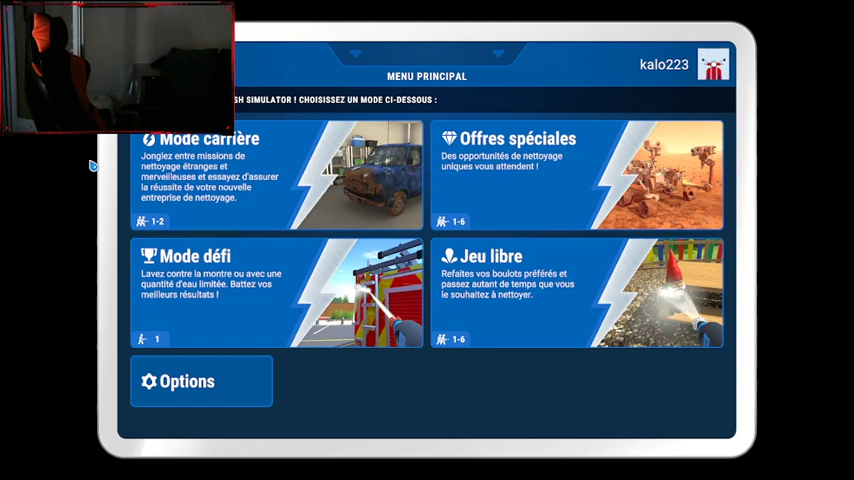 kalo223
MENU PRINCIPAL
SH SIMULATOR ! CHOISISSEZ UN MODE CI-DESSOUS :
Mode carrière
Jonglez entre missions de
nettoyage étranges et
merveilleuses et essayez d'assurer
la réussite de votre nouvelle
entreprise de nettoyage.
1-2
Offres spéciales
Des opportunités de nettoyage
uniques vous attendent !
1-6
Mode défi
Lavez contre la montre ou avec une
quantité d'eau limitée. Battez vos
meilleurs résultats !
1
Jeu libre
Refaites vos boulots préférés et
passez autant de temps que vous
le souhaitez à nettoyer.
1-6
Options